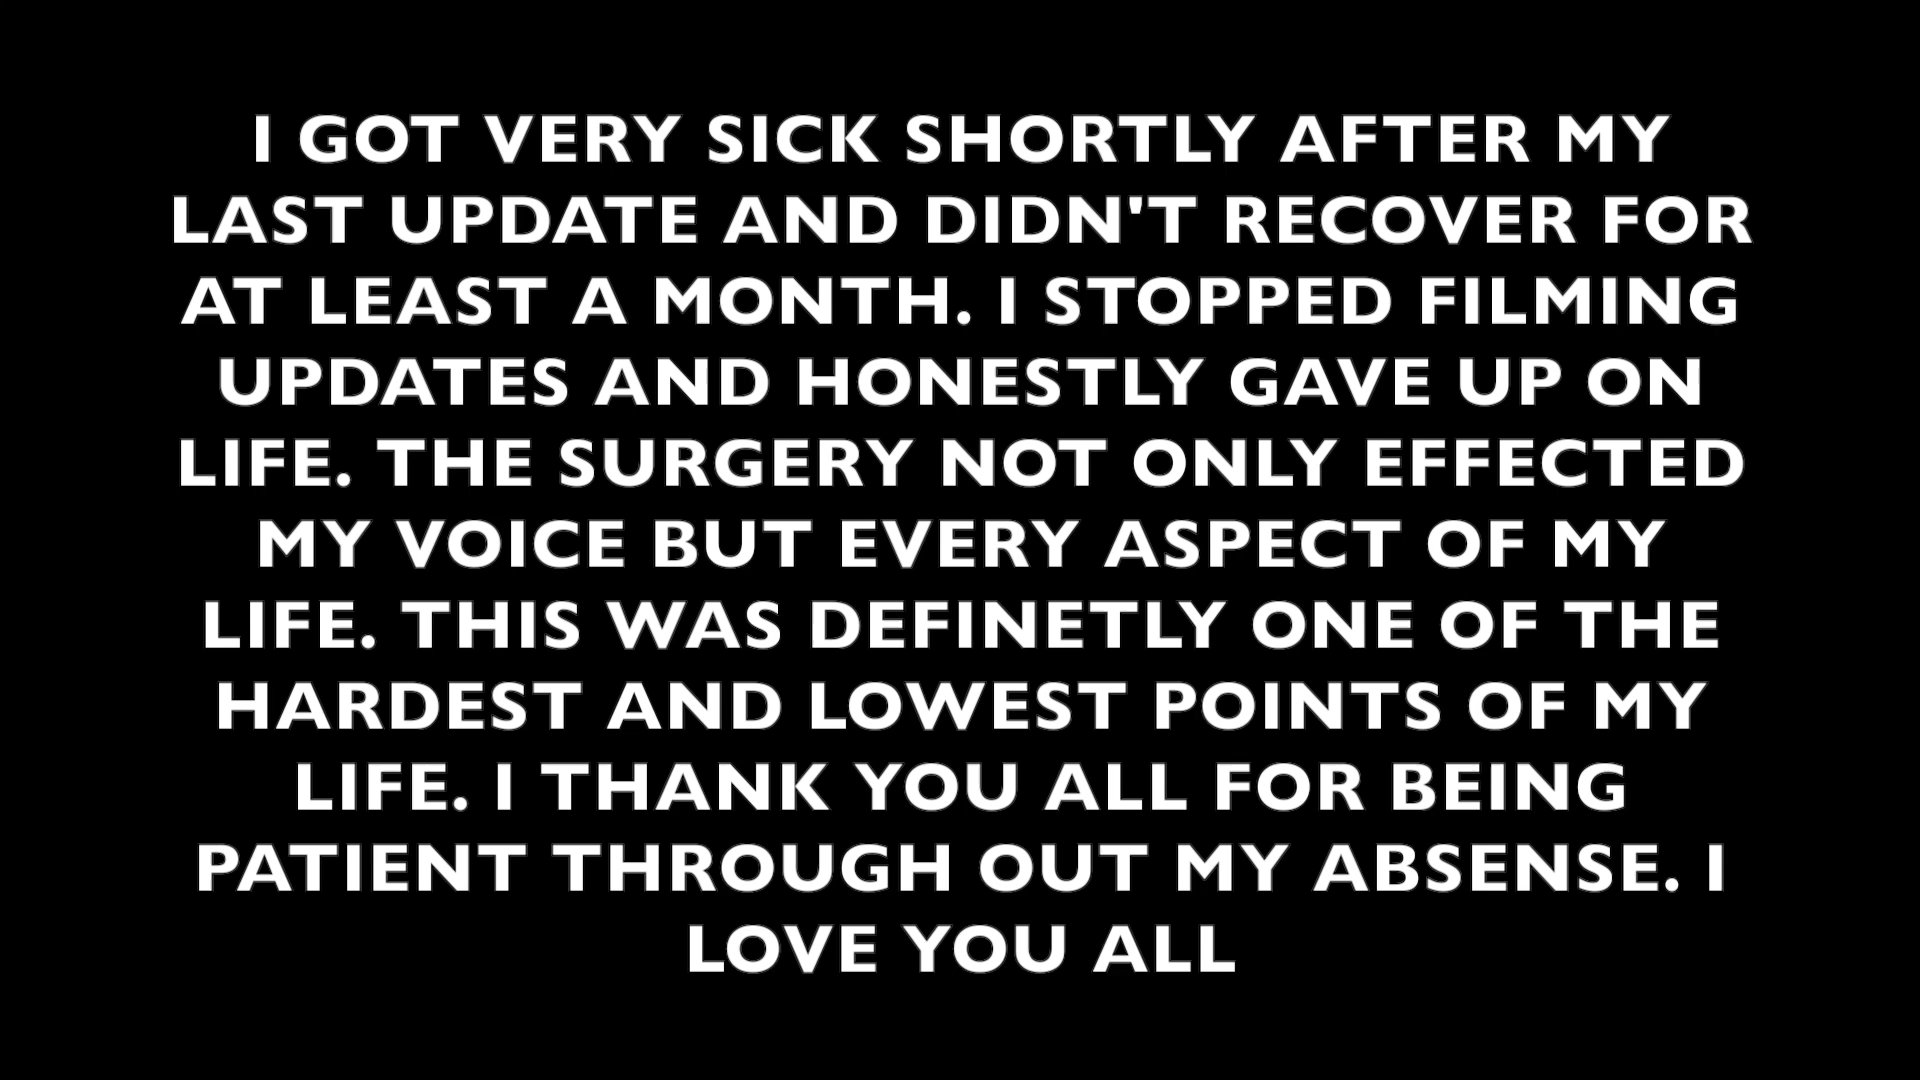 I GOT VERY SICK SHORTLY AFTER MY
LAST UPDATE AND DIDN'T RECOVER FOR
AT LEAST A MONTH. I STOPPED FILMING
UPDATES AND HONESTLY GAVE UP ON
LIFE. THE SURGERY NOT ONLY EFFECTED
MY VOICE BUT EVERY ASPECT OF MY
LIFE. THIS WAS DEFINETLY ONE OF THE
HARDEST AND LOWEST POINTS OF MY
LIFE. I THANK YOU ALL FOR BEING
PATIENT THROUGH OUT MY ABSENSE. I
LOVE YOU ALL